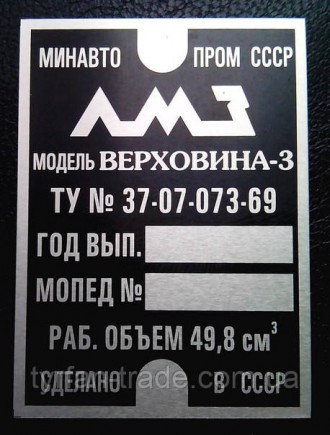 МИНАВТО ПРОМ СССР
ЛМЗ
МОДЕЛЬ ВЕРХОВИНА-3
ТУ № 37-07-073-69
ГОД ВЫП.
МОПЕД №
РАБ. ОБЪЕМ 49,8 см³
СДЕЛАНО В СССР